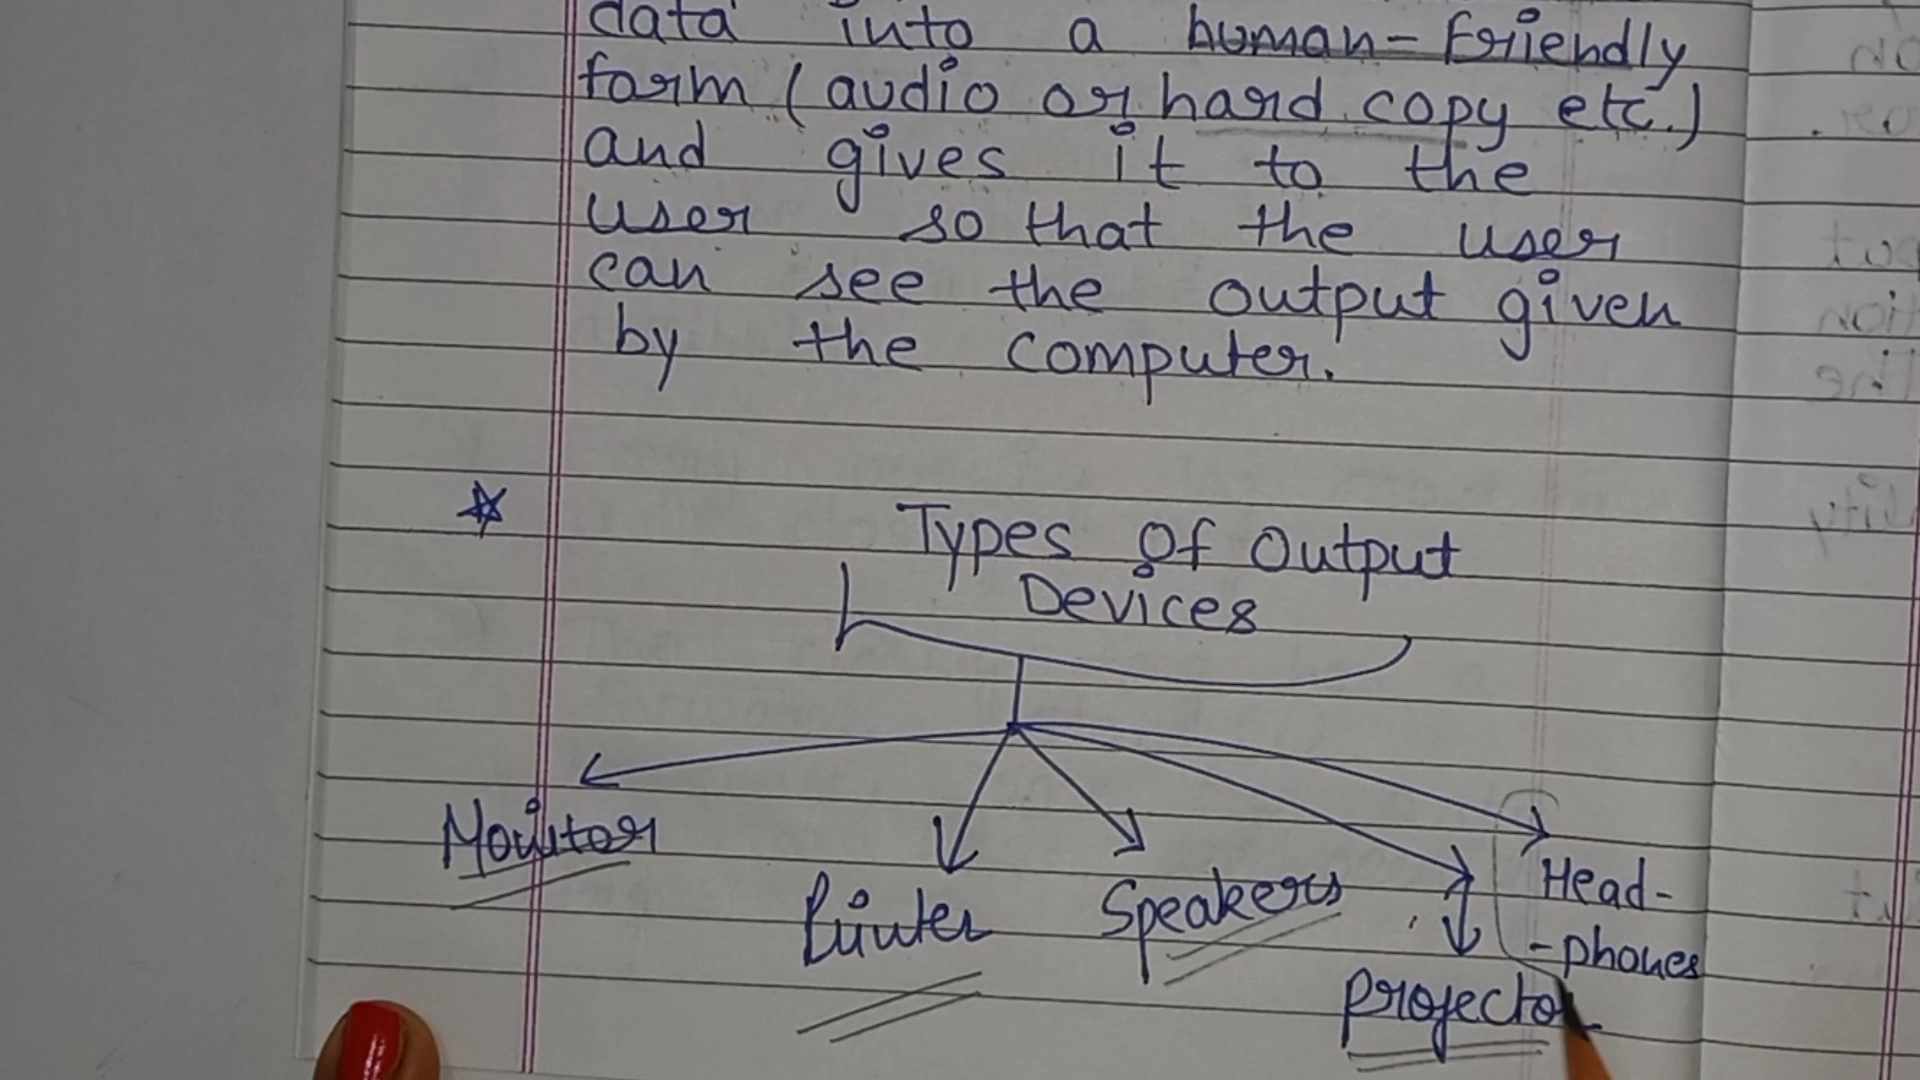 data into a human-friendly
form (audio or hard copy etc.)
and gives it to the
user so that the user
can see the output given
by the computer.
Types Of Output
Devices
Monitor
Printer
Speakers
Head-
-phones
projector